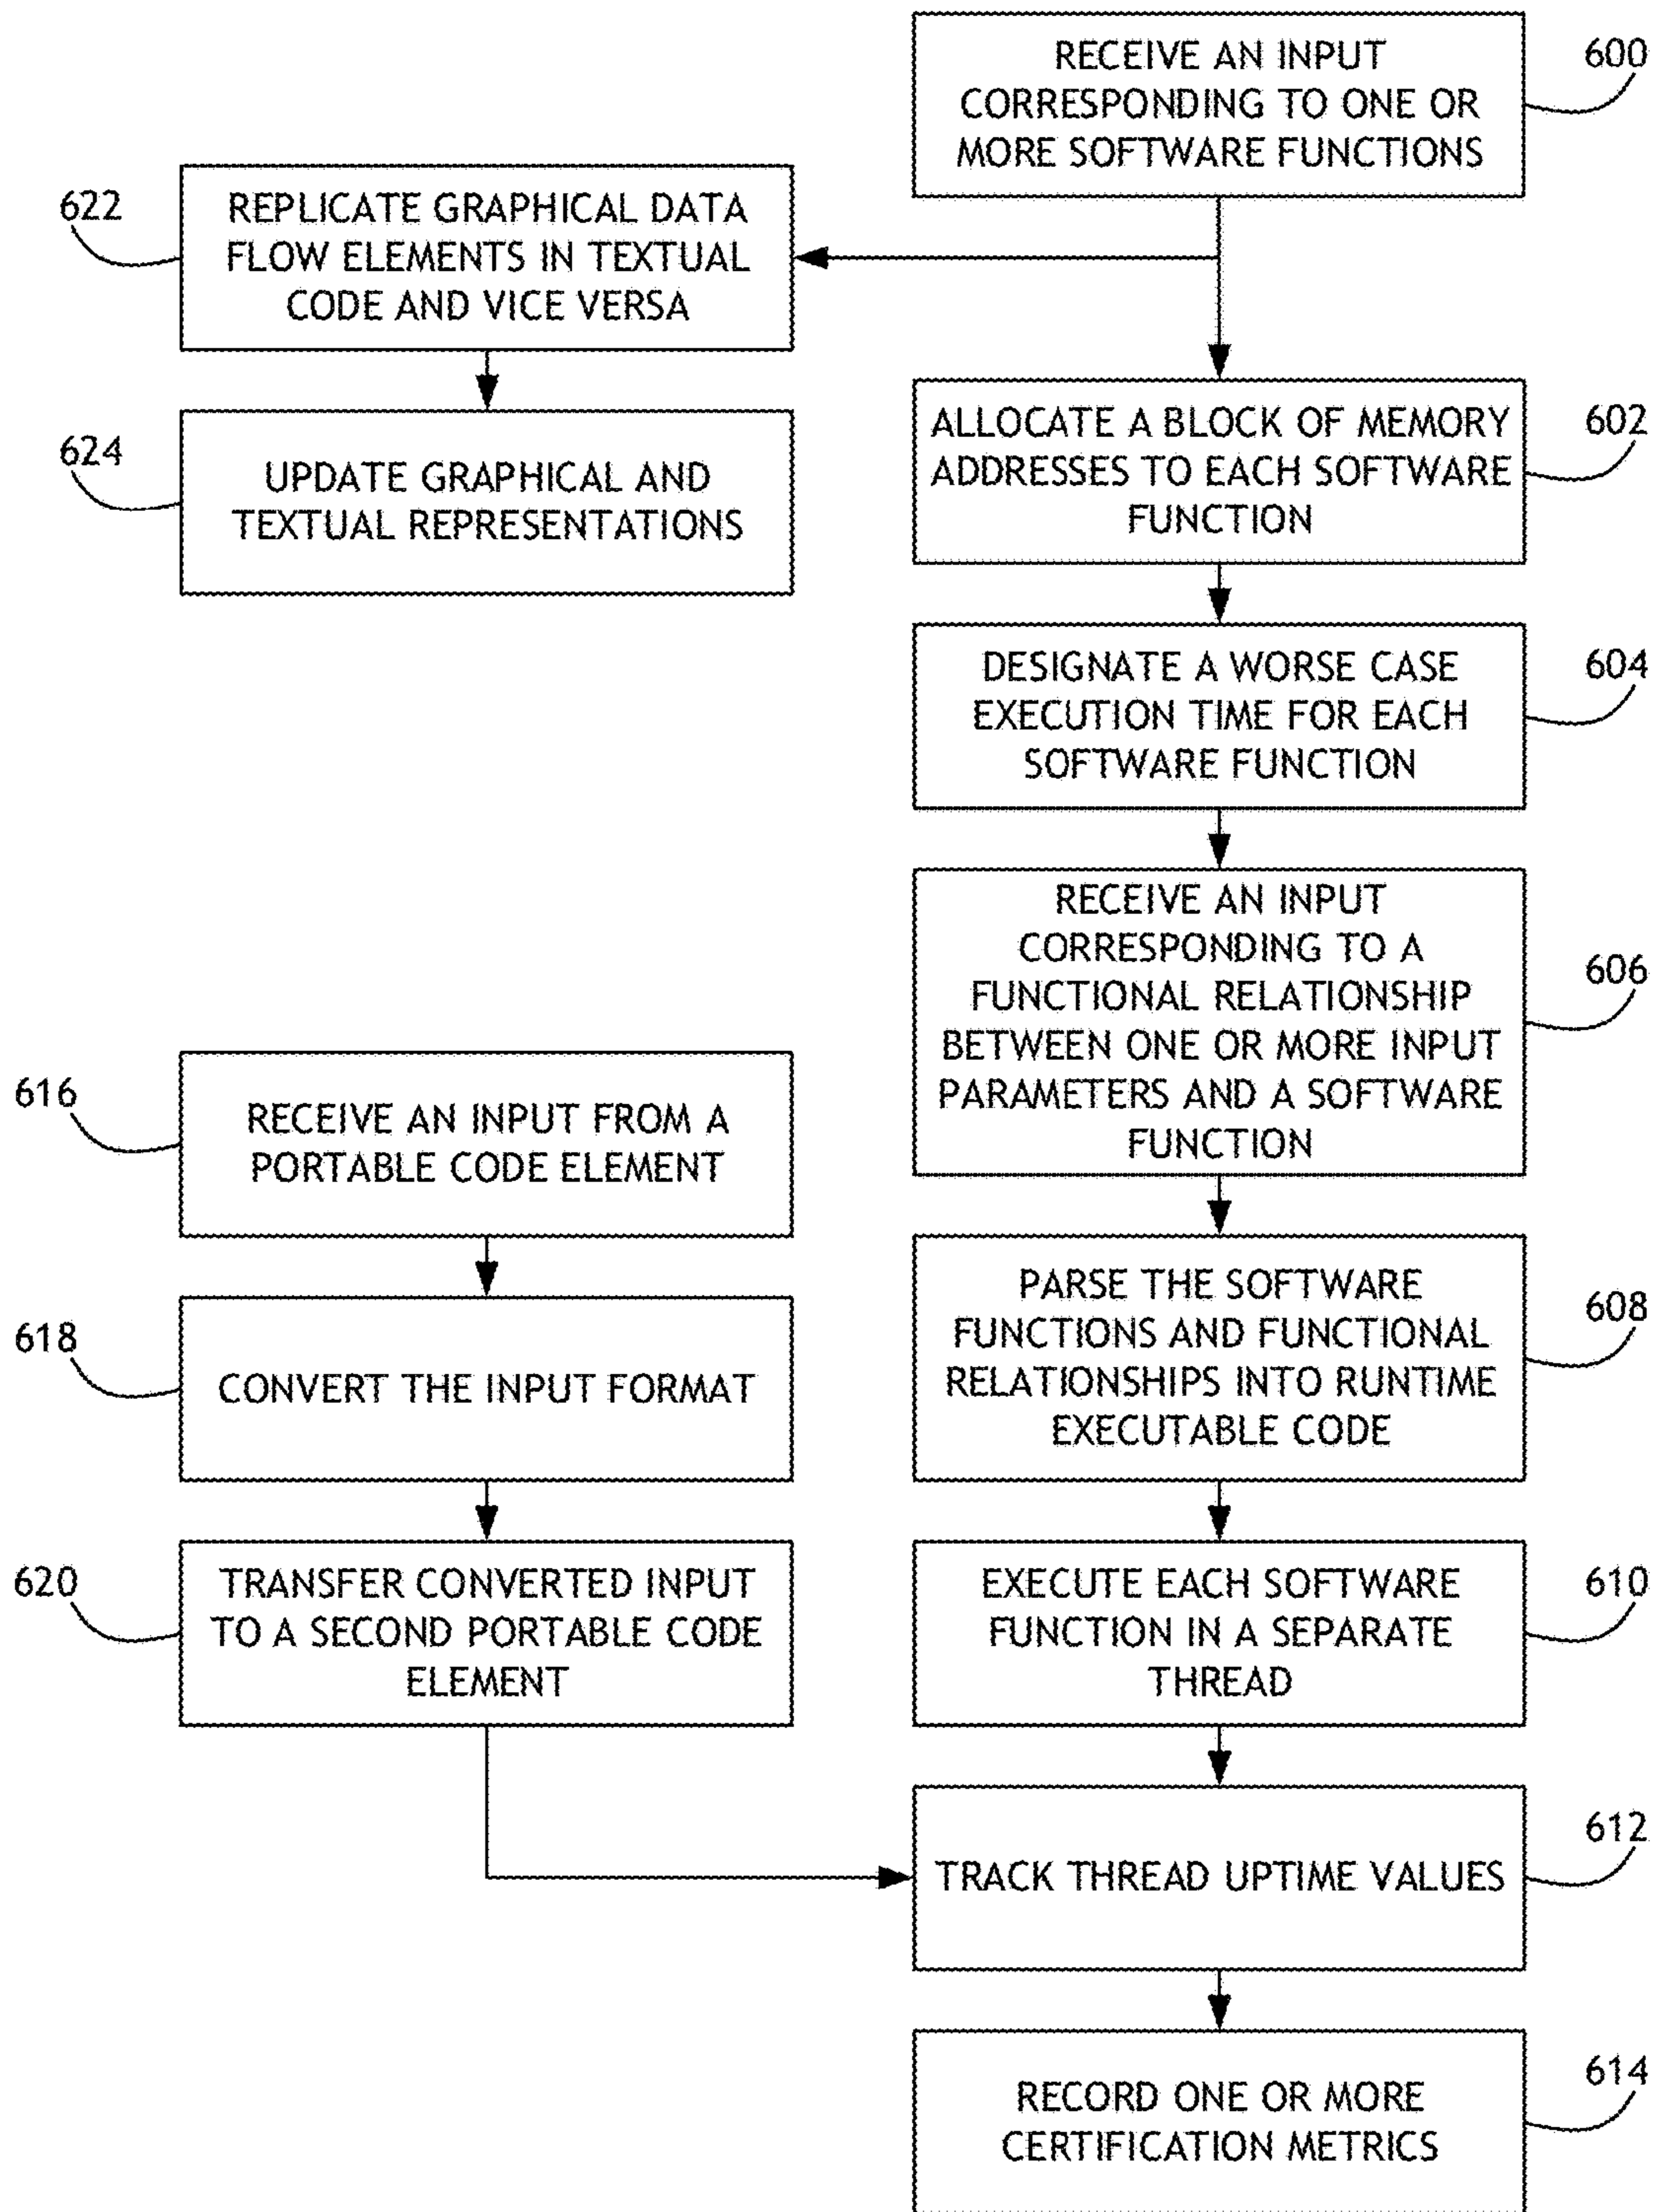 RECEIVE AN INPUT
CORRESPONDING TO ONE OR
MORE SOFTWARE FUNCTIONS
600
622
REPLICATE GRAPHICAL DATA
FLOW ELEMENTS IN TEXTUAL
CODE AND VICE VERSA
624
UPDATE GRAPHICAL AND
TEXTUAL REPRESENTATIONS
ALLOCATE A BLOCK OF MEMORY
ADDRESSES TO EACH SOFTWARE
FUNCTION
602
DESIGNATE A WORSE CASE
EXECUTION TIME FOR EACH
SOFTWARE FUNCTION
604
RECEIVE AN INPUT
CORRESPONDING TO A
FUNCTIONAL RELATIONSHIP
BETWEEN ONE OR MORE INPUT
PARAMETERS AND A SOFTWARE
FUNCTION
606
616
RECEIVE AN INPUT FROM A
PORTABLE CODE ELEMENT
618
CONVERT THE INPUT FORMAT
620
TRANSFER CONVERTED INPUT
TO A SECOND PORTABLE CODE
ELEMENT
PARSE THE SOFTWARE
FUNCTIONS AND FUNCTIONAL
RELATIONSHIPS INTO RUNTIME
EXECUTABLE CODE
608
EXECUTE EACH SOFTWARE
FUNCTION IN A SEPARATE
THREAD
610
TRACK THREAD UPTIME VALUES
612
RECORD ONE OR MORE
CERTIFICATION METRICS
614